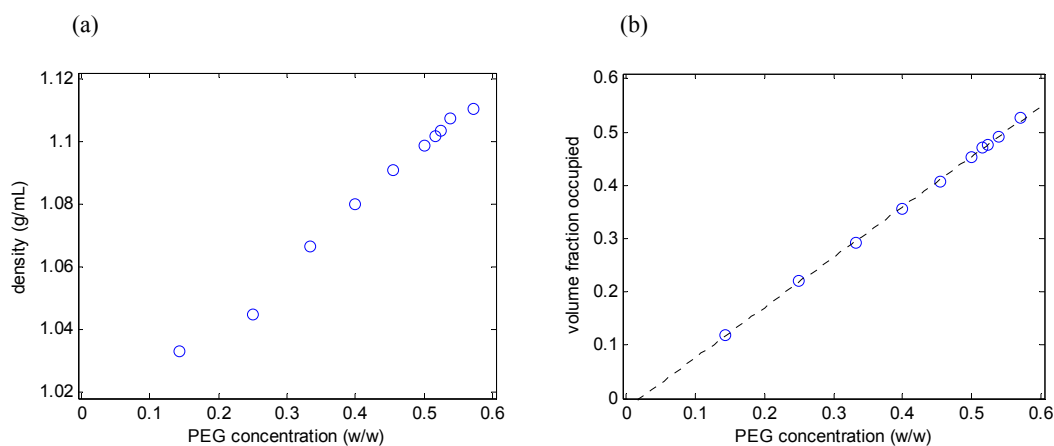 (a)
density (g/mL)
1.12
1.1
1.08
1.06
1.04
1.02
0 0.1 0.2 0.3 0.4 0.5 0.6
PEG concentration (w/w)
(b)
volume fraction occupied
0.6
0.5
0.4
0.3
0.2
0.1
0
0 0.1 0.2 0.3 0.4 0.5 0.6
PEG concentration (w/w)